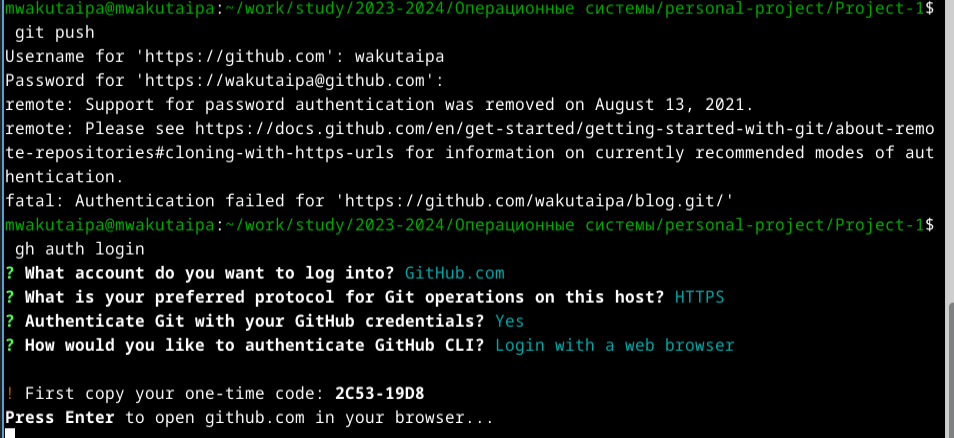 mwakutaipa@mwakutaipa:~/work/study/2023-2024/Операционные системы/personal-project/Project-1$
git push
Username for 'https://github.com': wakutaipa
Password for 'https://wakutaipa@github.com':
remote: Support for password authentication was removed on August 13, 2021.
remote: Please see https://docs.github.com/en/get-started/getting-started-with-git/about-remo
te-repositories#cloning-with-https-urls for information on currently recommended modes of aut
hentication.
fatal: Authentication failed for 'https://github.com/wakutaipa/blog.git/'
mwakutaipa@mwakutaipa:~/work/study/2023-2024/Операционные системы/personal-project/Project-1$
gh auth login
? What account do you want to log into? GitHub.com
? What is your preferred protocol for Git operations on this host? HTTPS
? Authenticate Git with your GitHub credentials? Yes
? How would you like to authenticate GitHub CLI? Login with a web browser
! First copy your one-time code: 2C53-19D8
Press Enter to open github.com in your browser...